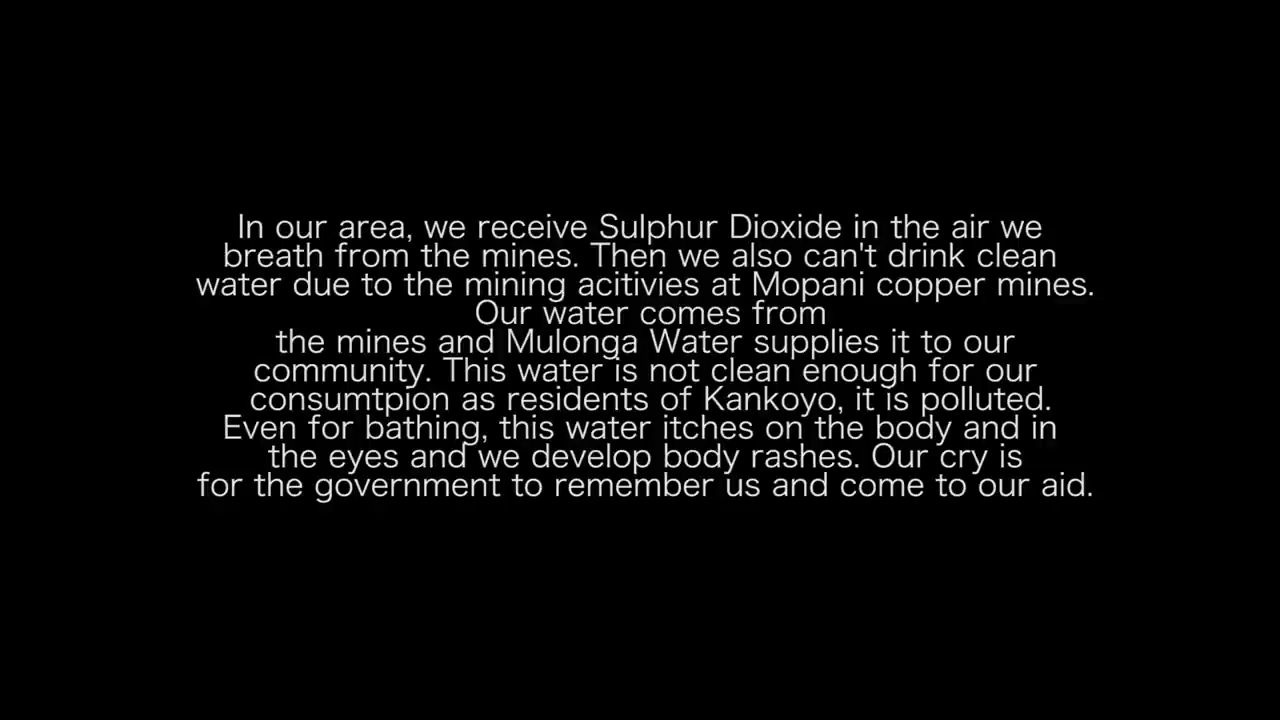 In our area, we receive Sulphur Dioxide in the air we
breath from the mines. Then we also can't drink clean
water due to the mining acitivies at Mopani copper mines.
Our water comes from
the mines and Mulonga Water supplies it to our
community. This water is not clean enough for our
consumtpion as residents of Kankoyo, it is polluted.
Even for bathing, this water itches on the body and in
the eyes and we develop body rashes. Our cry is
for the government to remember us and come to our aid.